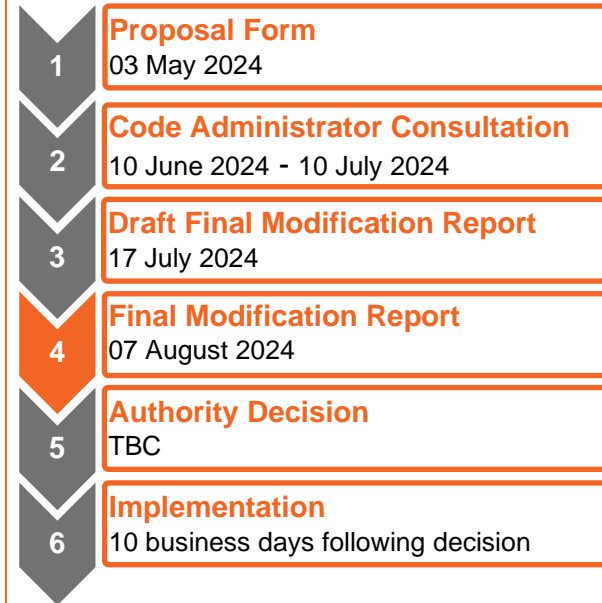 1
Proposal Form
03 May 2024
2
Code Administrator Consultation
10 June 2024 - 10 July 2024
3
Draft Final Modification Report
17 July 2024
4
Final Modification Report
07 August 2024
5
Authority Decision
TBC
6
Implementation
10 business days following decision